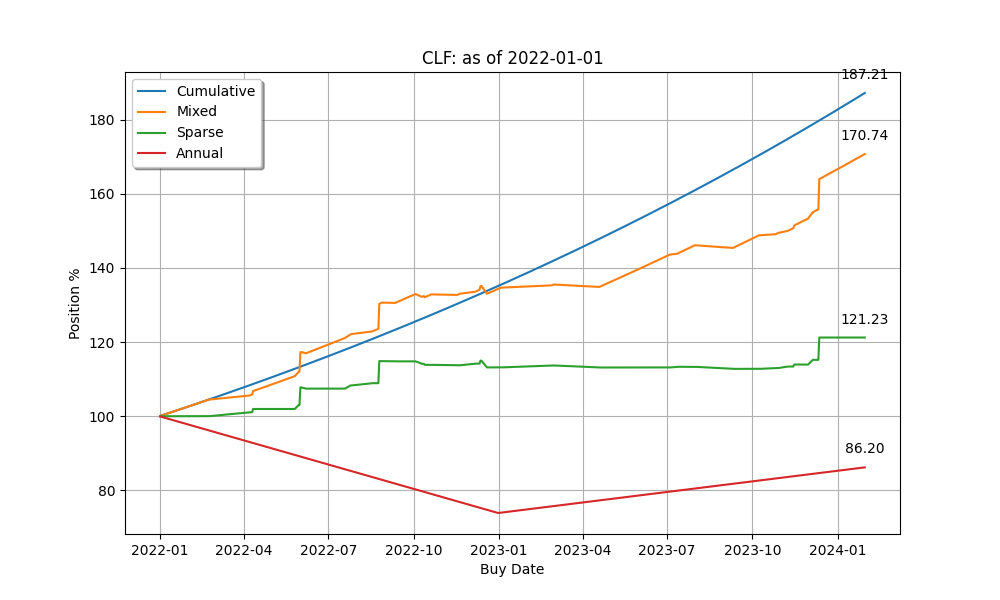 CLF: as of 2022-01-01
187.21
Cumulative
Mixed
Sparse
Annual
170.74
121.23
86.20
180
160
140
120
100
80
Position %
2022-01 2022-04 2022-07 2022-10 2023-01 2023-04 2023-07 2023-10 2024-01
Buy Date